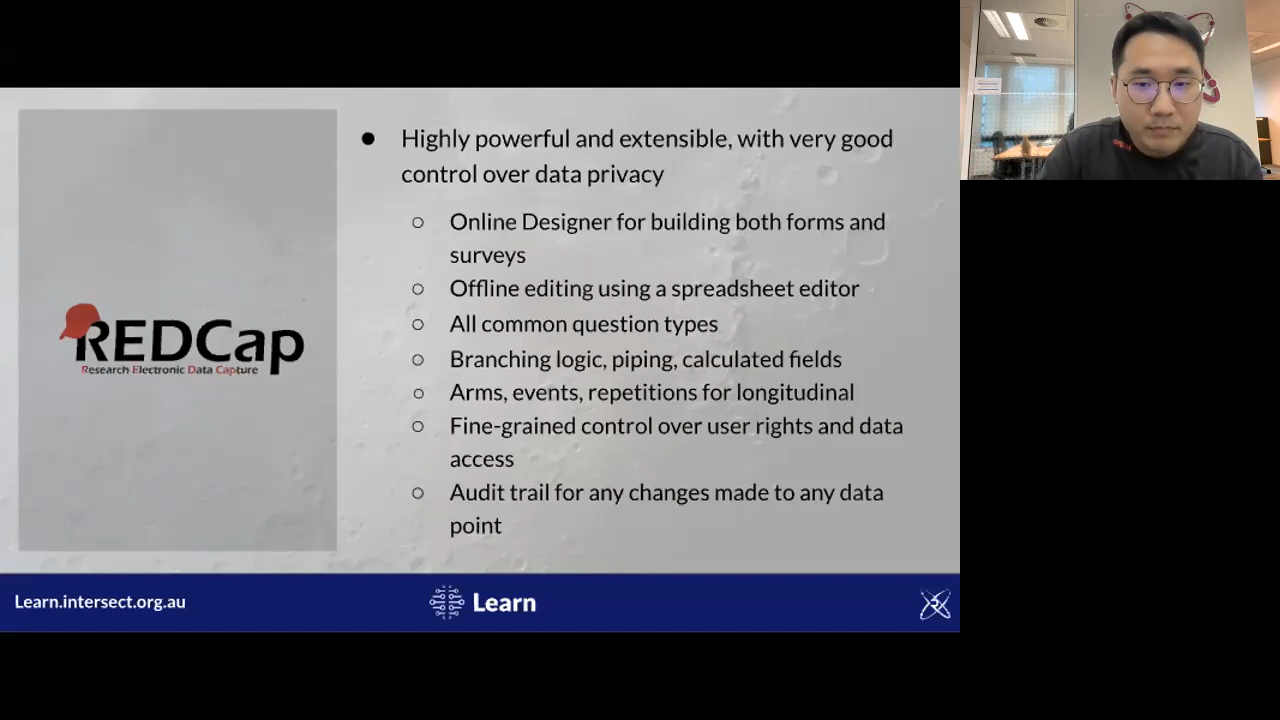 Highly powerful and extensible, with very good
control over data privacy
Online Designer for building both forms and
surveys
Offline editing using a spreadsheet editor
All common question types
Branching logic, piping, calculated fields
Arms, events, repetitions for longitudinal
Fine-grained control over user rights and data
access
Audit trail for any changes made to any data
point
REDCap
Research Electronic Data Capture
Learn.intersect.org.au
Learn